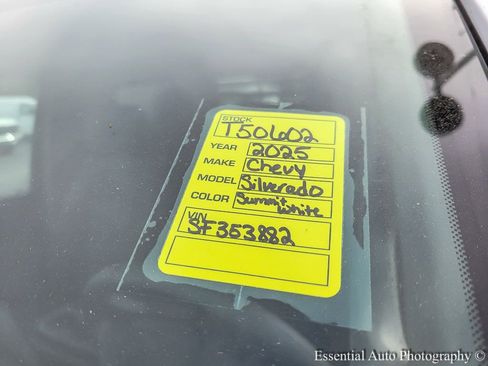 STOCK
T50602
YEAR 2025
MAKE Chevy
MODEL Silverado
COLOR Summit White
VIN
SF353882
Essential Auto Photography ©